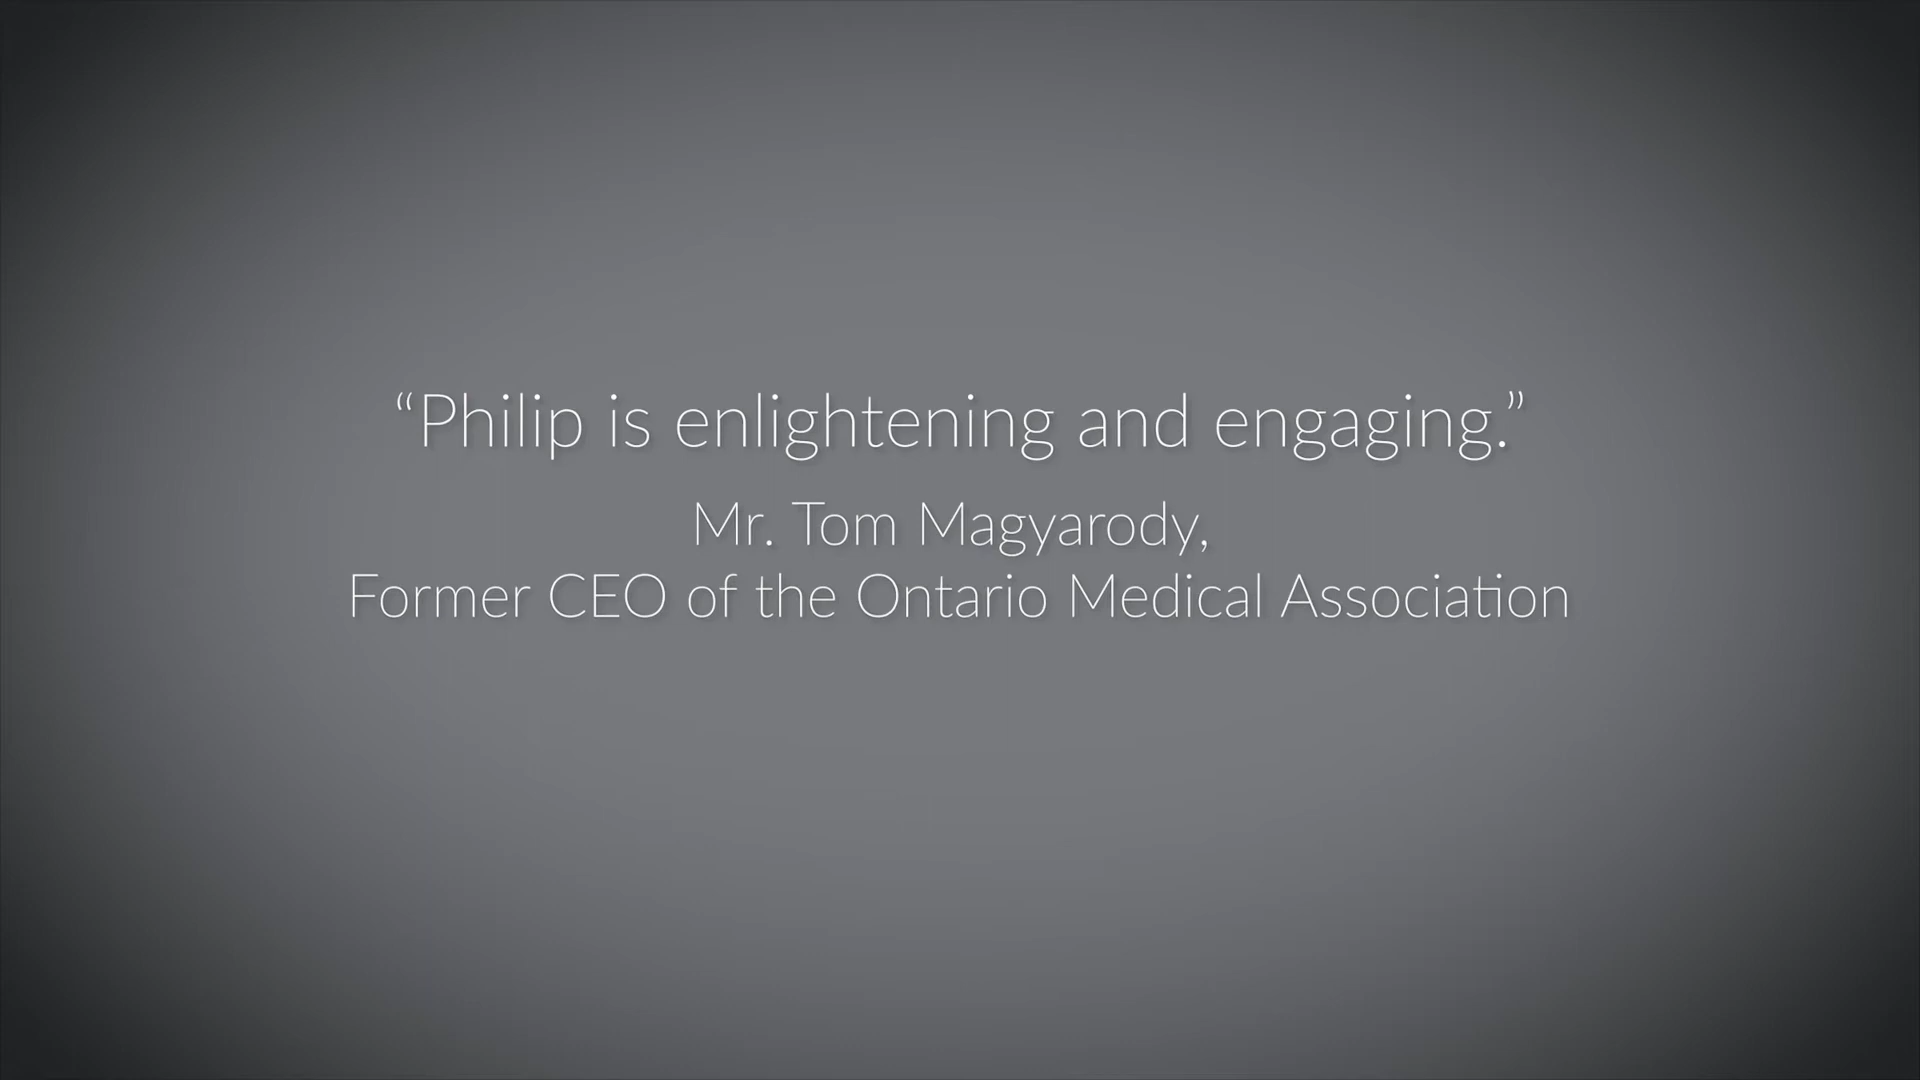 “Philip is enlightening and engaging.”
Mr. Tom Magyarody,
Former CEO of the Ontario Medical Association